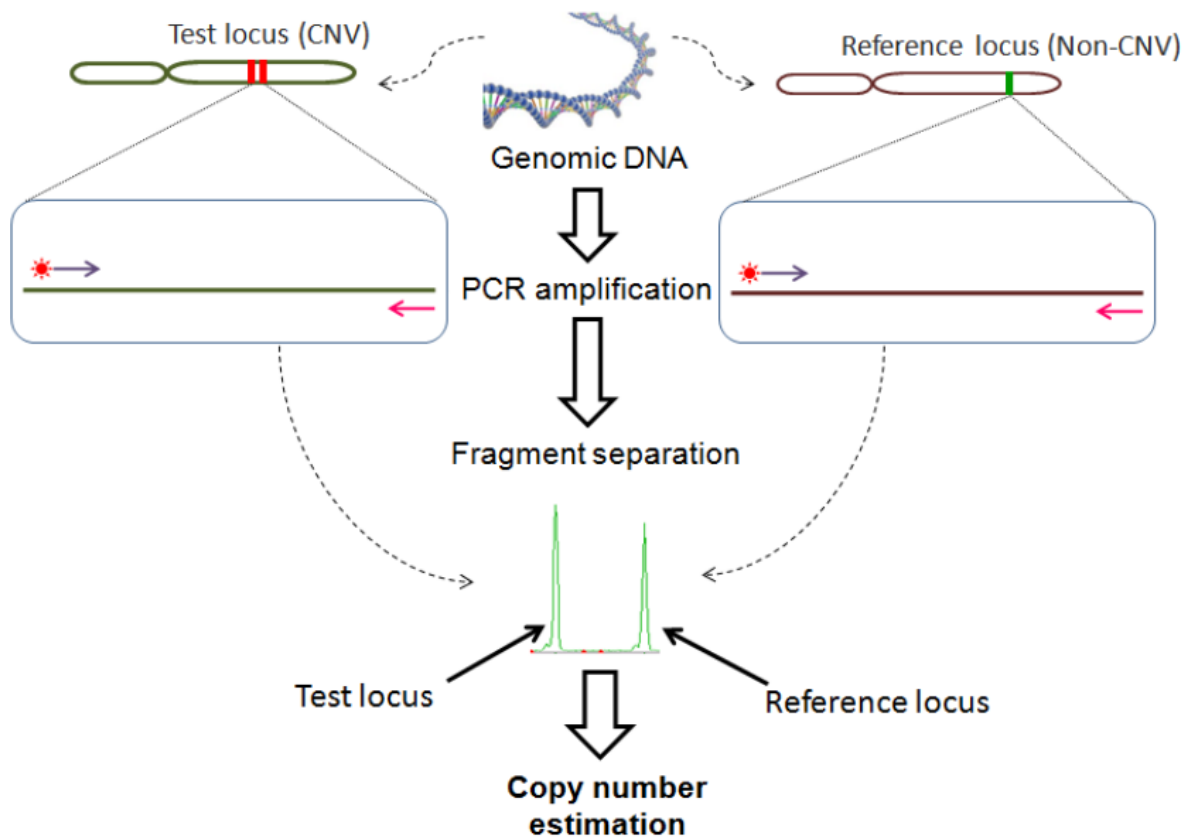 Test locus (CNV)
Reference locus (Non-CNV)
Genomic DNA
PCR amplification
Fragment separation
Test locus
Reference locus
Copy number
estimation